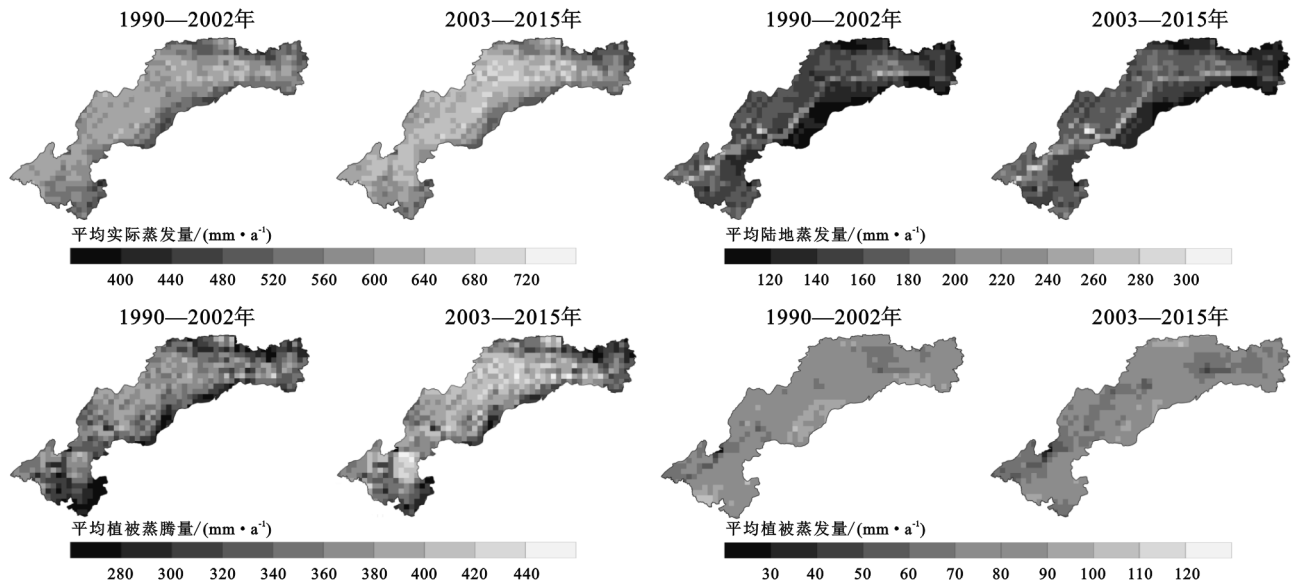 1990—2002年
2003—2015年
1990—2002年
2003—2015年
平均实际蒸发量/(mm·a⁻¹)
400 440 480 520 560 600 640 680 720
平均陆地蒸发量/(mm·a⁻¹)
120 140 160 180 200 220 240 260 280 300
1990—2002年
2003—2015年
1990—2002年
2003—2015年
平均植被蒸腾量/(mm·a⁻¹)
280 300 320 340 360 380 400 420 440
平均植被蒸发量/(mm·a⁻¹)
30 40 50 60 70 80 90 100 110 120